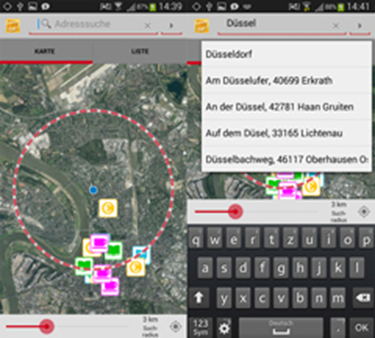 14:39
Adresssuche
KARTE
LISTE
3 km
Such-
radius
14:41
Düssel
Düsseldorf
Am Düsselufer, 40699 Erkrath
An der Düssel, 42781 Haan Gruiten
Auf dem Düsel, 33165 Lichtenau
Düsselbachweg, 46117 Oberhausen O
3 km
Such-
radius
q w e r t z u i o p
a s d f g h j k l
y x c v b n m
123
Sym
Deutsch
.
OK